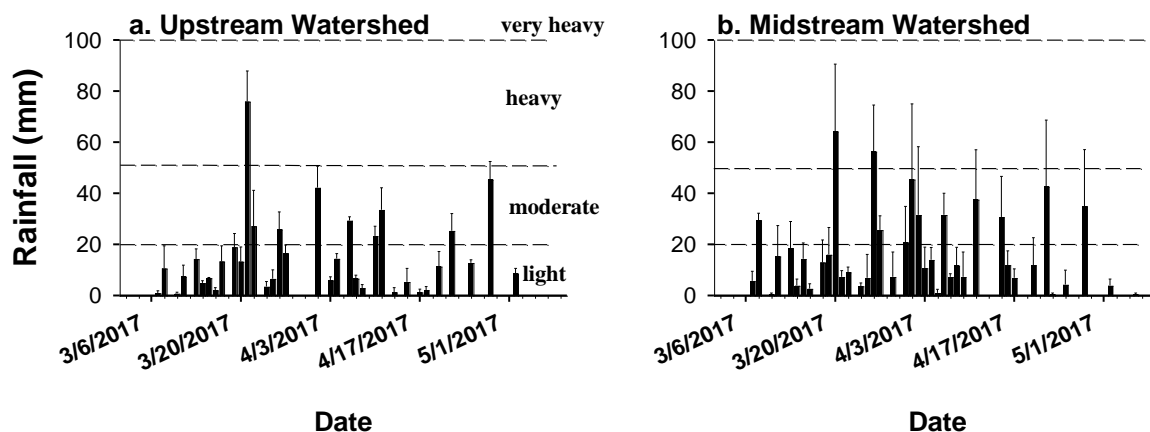 a. Upstream Watershed
very heavy
b. Midstream Watershed
100
80
60
40
20
0
Rainfall (mm)
heavy
moderate
light
100
80
60
40
20
0
3/6/2017
3/20/2017
4/3/2017
4/17/2017
5/1/2017
3/6/2017
3/20/2017
4/3/2017
4/17/2017
5/1/2017
Date
Date